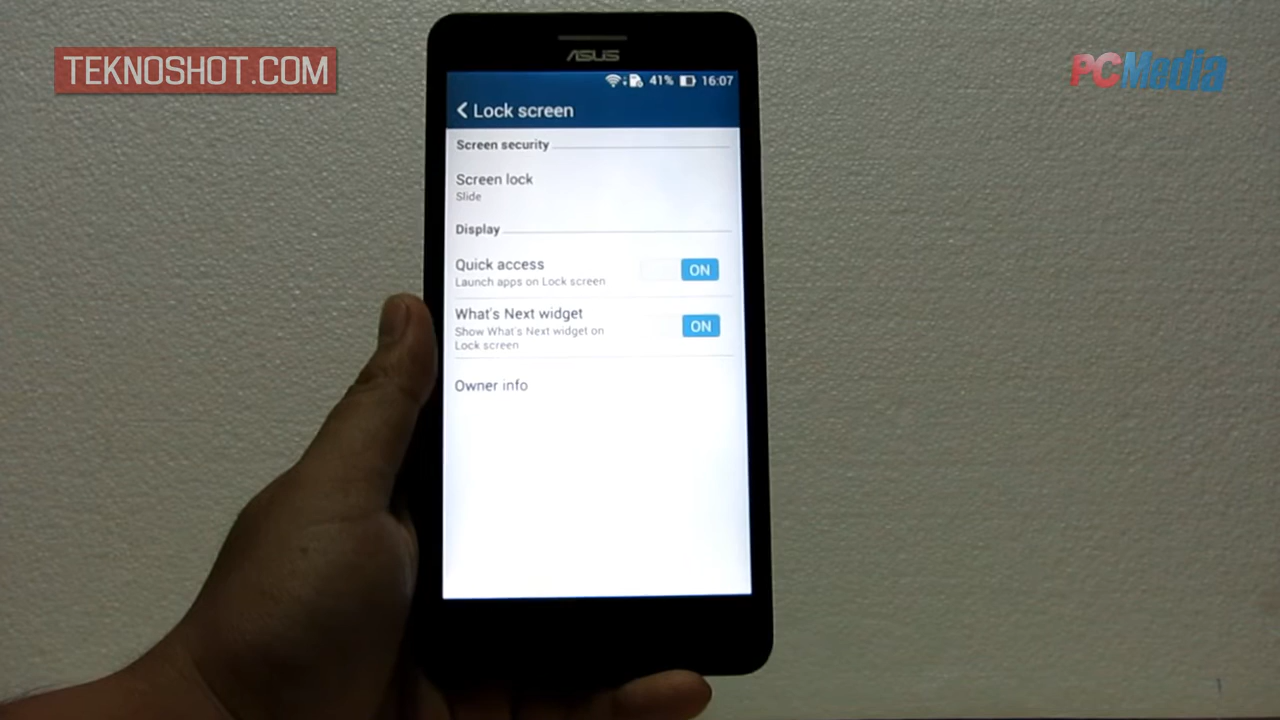 TEKNOSHOT.COM
PCMedia
ASUS
41% 16:07
Lock screen
Screen security
Screen lock
Slide
Display
Quick access
Launch apps on Lock screen
ON
What's Next widget
Show What's Next widget on
Lock screen
ON
Owner info